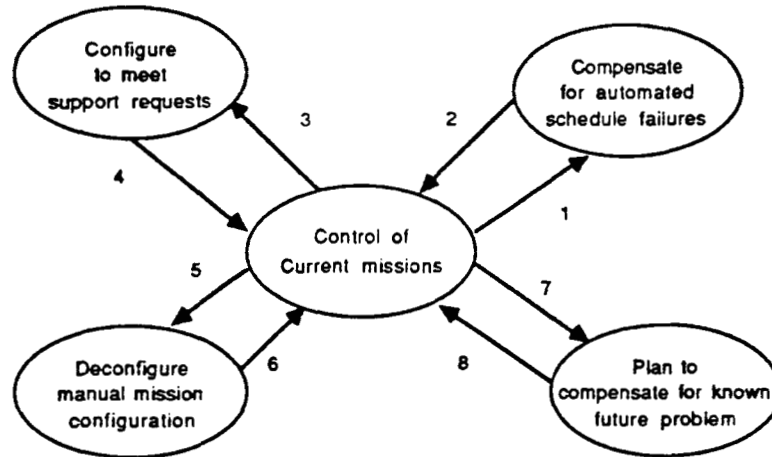 Configure
to meet
support requests
Compensate
for automated
schedule failures
3
2
4
1
Control of
Current missions
5
7
6
8
Deconfigure
manual mission
configuration
Plan to
compensate for known
future problem